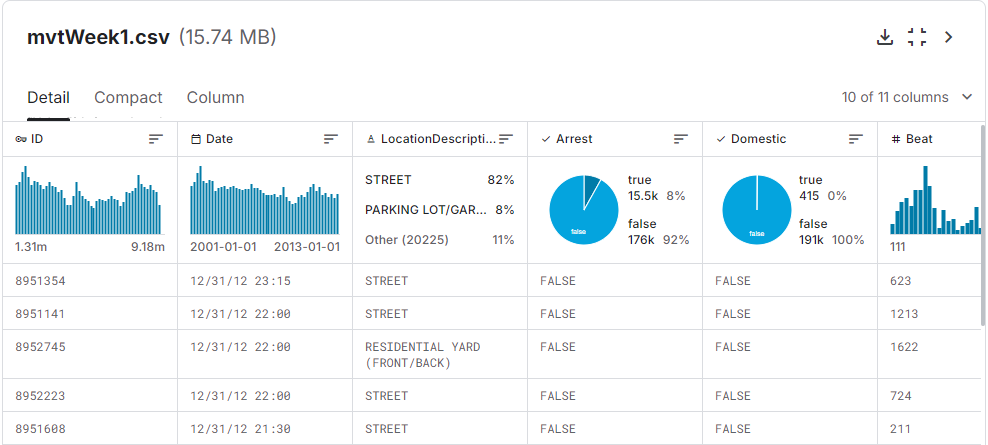 mvtWeek1.csv (15.74 MB)
Detail Compact Column
10 of 11 columns
ID Date LocationDescripti... Arrest Domestic # Beat
1.31m 9.18m
2001-01-01 2013-01-01
STREET 82%
PARKING LOT/GAR... 8%
Other (20225) 11%
false
true
15.5k 8%
false
176k 92%
false
true
415 0%
false
191k 100%
111
8951354 12/31/12 23:15 STREET FALSE FALSE 623
8951141 12/31/12 22:00 STREET FALSE FALSE 1213
8952745 12/31/12 22:00 RESIDENTIAL YARD FALSE FALSE 1622
(FRONT/BACK)
8952223 12/31/12 22:00 STREET FALSE FALSE 724
8951608 12/31/12 21:30 STREET FALSE FALSE 211